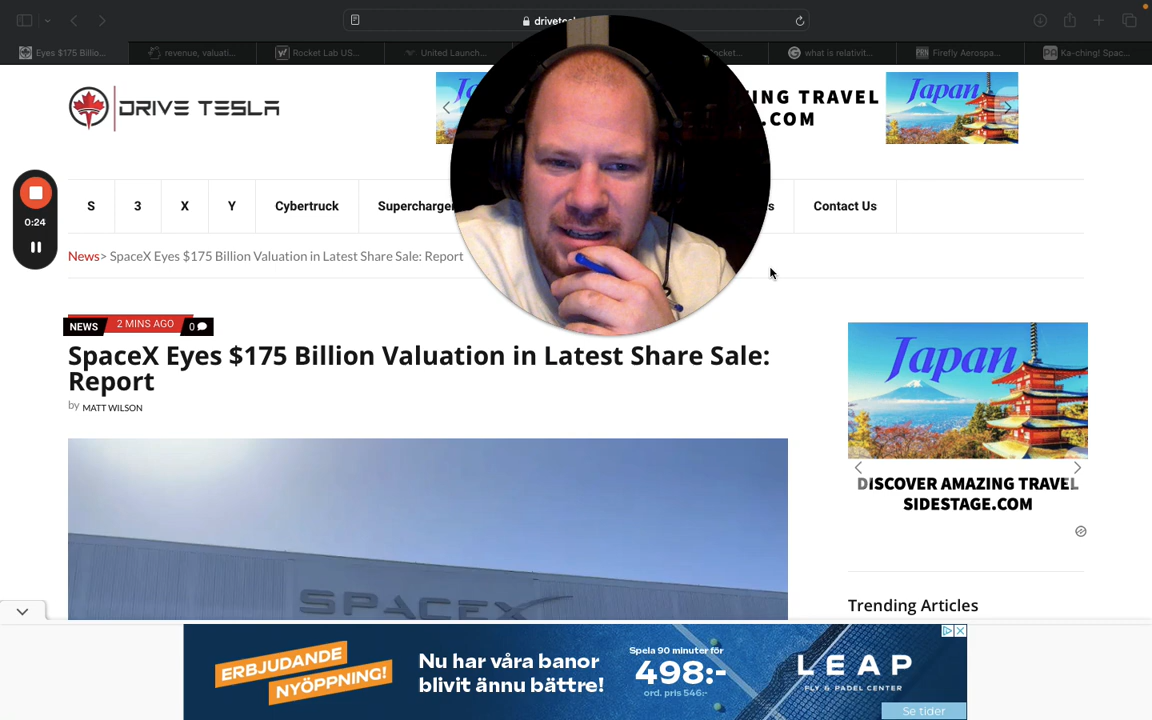 drivetesl
Eyes $175 Billio...
revenue, valuati...
Rocket Lab US...
United Launch...
ocket...
what is relativit...
Firefly Aerospa...
Ka-ching! Spac...
DRIVE TESLA
Japan
ING TRAVEL
.COM
S
3
X
Y
Cybertruck
Supercharger
s
Contact Us
0:24
News> SpaceX Eyes $175 Billion Valuation in Latest Share Sale: Report
NEWS
2 MINS AGO
0
SpaceX Eyes $175 Billion Valuation in Latest Share Sale:
Report
by MATT WILSON
SPACEX
Japan
DISCOVER AMAZING TRAVEL
SIDESTAGE.COM
Trending Articles
ERBJUDANDE
NYÖPPNING!
Nu har våra banor
blivit ännu bättre!
Spela 90 minuter för
498:-
ord. pris 546:-
LEAP
PLY. & PADEL CENTER
Se tider